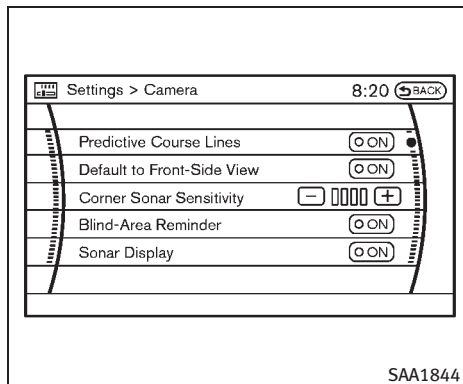 Settings > Camera 8:20 BACK
Predictive Course Lines ON
Default to Front-Side View ON
Corner Sonar Sensitivity − +
Blind-Area Reminder ON
Sonar Display ON
SAA1844